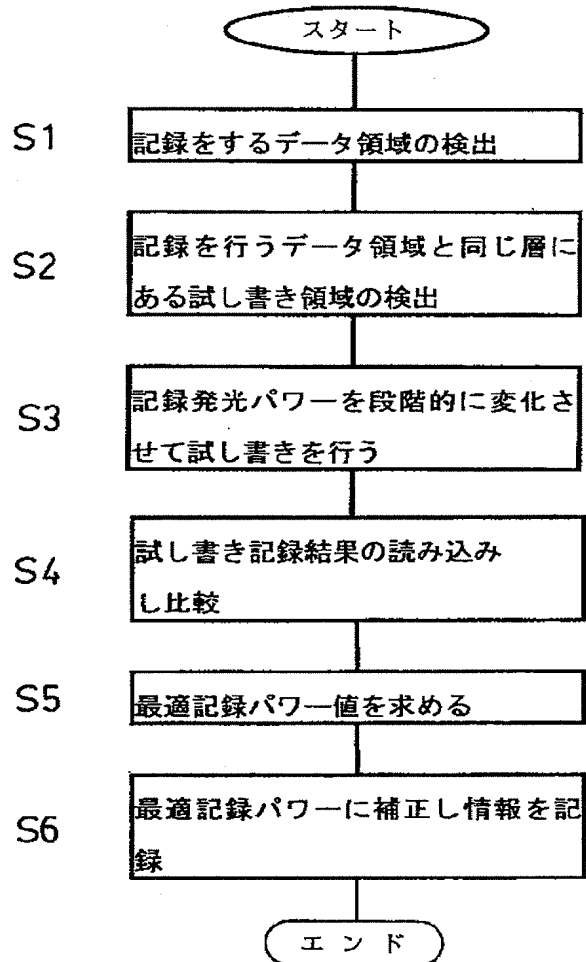 スタート
S1
記録をするデータ領域の検出
S2
記録を行うデータ領域と同じ層に
ある試し書き領域の検出
S3
記録発光パワーを段階的に変化さ
せて試し書きを行う
S4
試し書き記録結果の読み込み
し比較
S5
最適記録パワー値を求める
S6
最適記録パワーに補正し情報を記
録
エンド